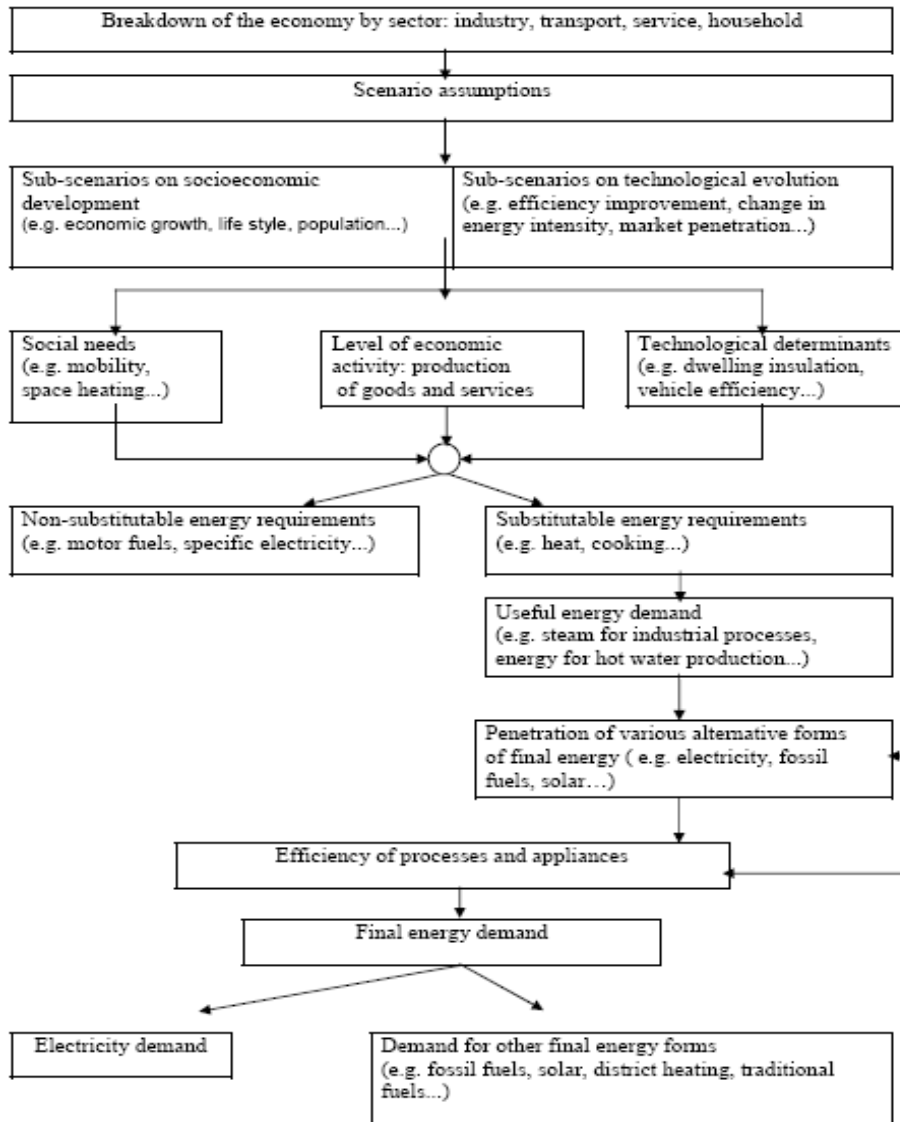 Breakdown of the economy by sector: industry, transport, service, household
Scenario assumptions
Sub-scenarios on socioeconomic
development
(e.g. economic growth, life style, population...)
Sub-scenarios on technological evolution
(e.g. efficiency improvement, change in
energy intensity, market penetration...)
Social needs
(e.g. mobility,
space heating...)
Level of economic
activity: production
of goods and services
Technological determinants
(e.g. dwelling insulation,
vehicle efficiency...)
Non-substitutable energy requirements
(e.g. motor fuels, specific electricity...)
Substitutable energy requirements
(e.g. heat, cooking...)
Useful energy demand
(e.g. steam for industrial processes,
energy for hot water production...)
Penetration of various alternative forms
of final energy ( e.g. electricity, fossil
fuels, solar…)
Efficiency of processes and appliances
Final energy demand
Electricity demand
Demand for other final energy forms
(e.g. fossil fuels, solar, district heating, traditional
fuels...)